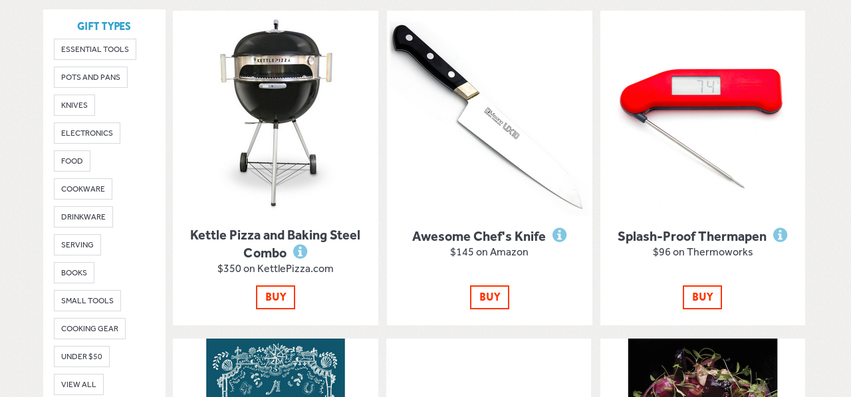 GIFT TYPES
ESSENTIAL TOOLS
POTS AND PANS
KNIVES
ELECTRONICS
FOOD
COOKWARE
DRINKWARE
SERVING
BOOKS
SMALL TOOLS
COOKING GEAR
UNDER $50
VIEW ALL
KETTLEPIZZA
Kettle Pizza and Baking Steel
Combo i
$350 on KettlePizza.com
BUY
Awesome Chef's Knife i
$145 on Amazon
BUY
74
Splash-Proof Thermapen i
$96 on Thermoworks
BUY